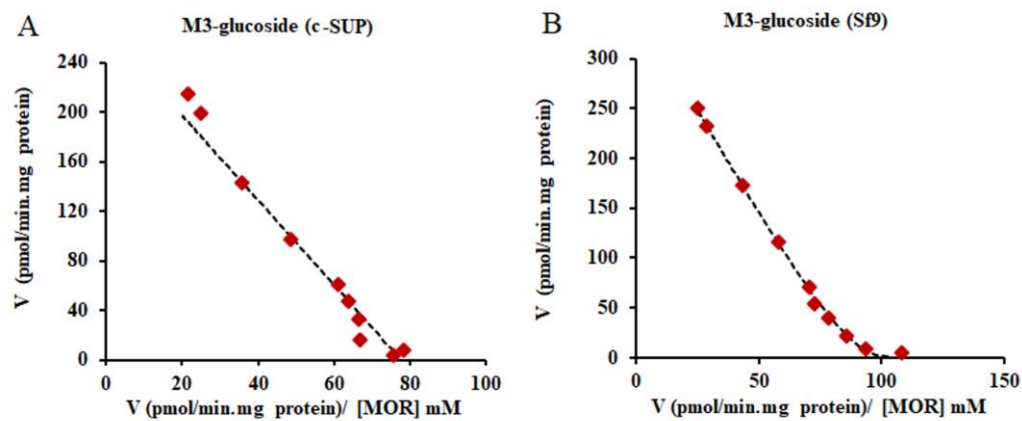 A
M3-glucoside (c-SUP)
V (pmol/min.mg protein)
240
200
160
120
80
40
0
0 20 40 60 80 100
V (pmol/min.mg protein)/ [MOR] mM
B
M3-glucoside (Sf9)
V (pmol/min.mg protein)
300
250
200
150
100
50
0
0 50 100 150
V (pmol/min.mg protein)/ [MOR] mM